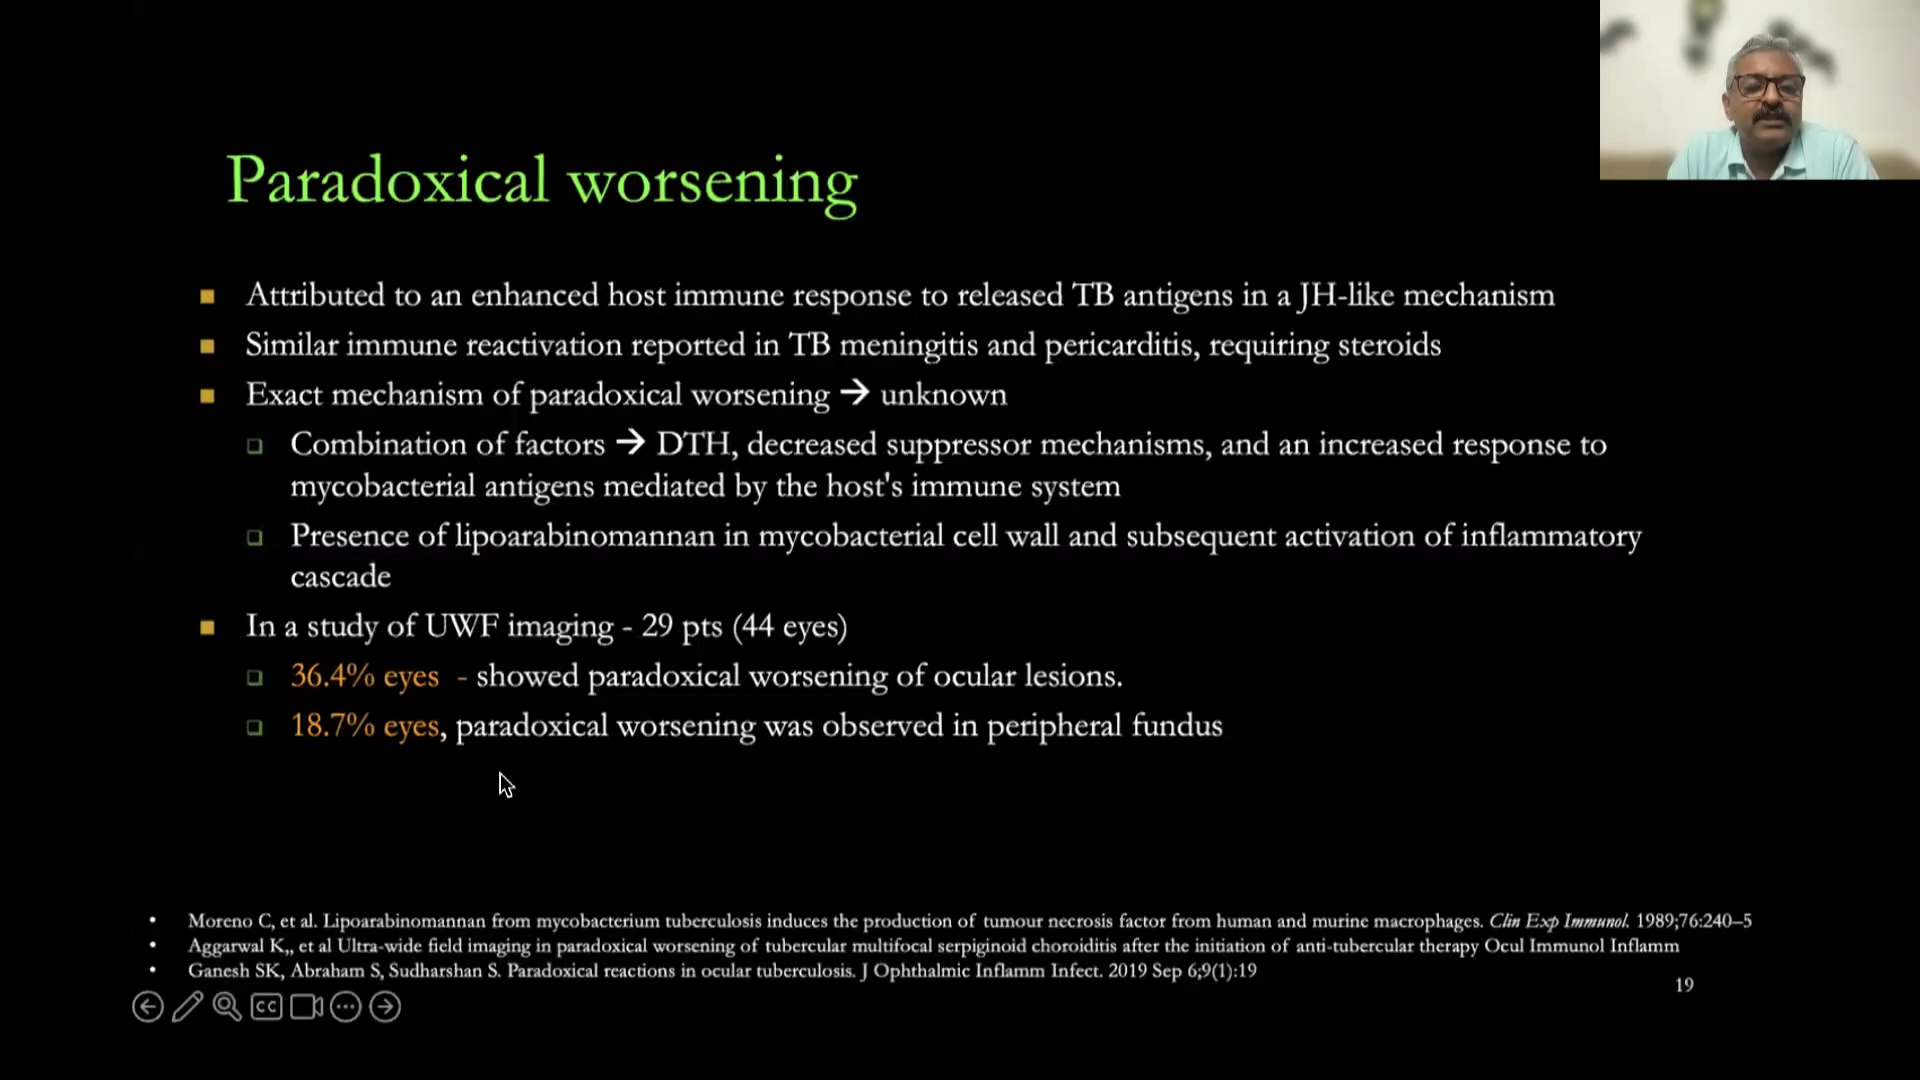 Paradoxical worsening
Attributed to an enhanced host immune response to released TB antigens in a JH-like mechanism
Similar immune reactivation reported in TB meningitis and pericarditis, requiring steroids
Exact mechanism of paradoxical worsening → unknown
Combination of factors → DTH, decreased suppressor mechanisms, and an increased response to
mycobacterial antigens mediated by the host's immune system
Presence of lipoarabinomannan in mycobacterial cell wall and subsequent activation of inflammatory
cascade
In a study of UWF imaging - 29 pts (44 eyes)
36.4% eyes - showed paradoxical worsening of ocular lesions.
18.7% eyes, paradoxical worsening was observed in peripheral fundus
Moreno C, et al. Lipoarabinomannan from mycobacterium tuberculosis induces the production of tumour necrosis factor from human and murine macrophages. Clin Exp Immunol. 1989;76:240–5
Aggarwal K,, et al Ultra-wide field imaging in paradoxical worsening of tubercular multifocal serpiginoid choroiditis after the initiation of anti-tubercular therapy Ocul Immunol Inflamm
Ganesh SK, Abraham S, Sudharshan S. Paradoxical reactions in ocular tuberculosis. J Ophthalmic Inflamm Infect. 2019 Sep 6;9(1):19
19
CC